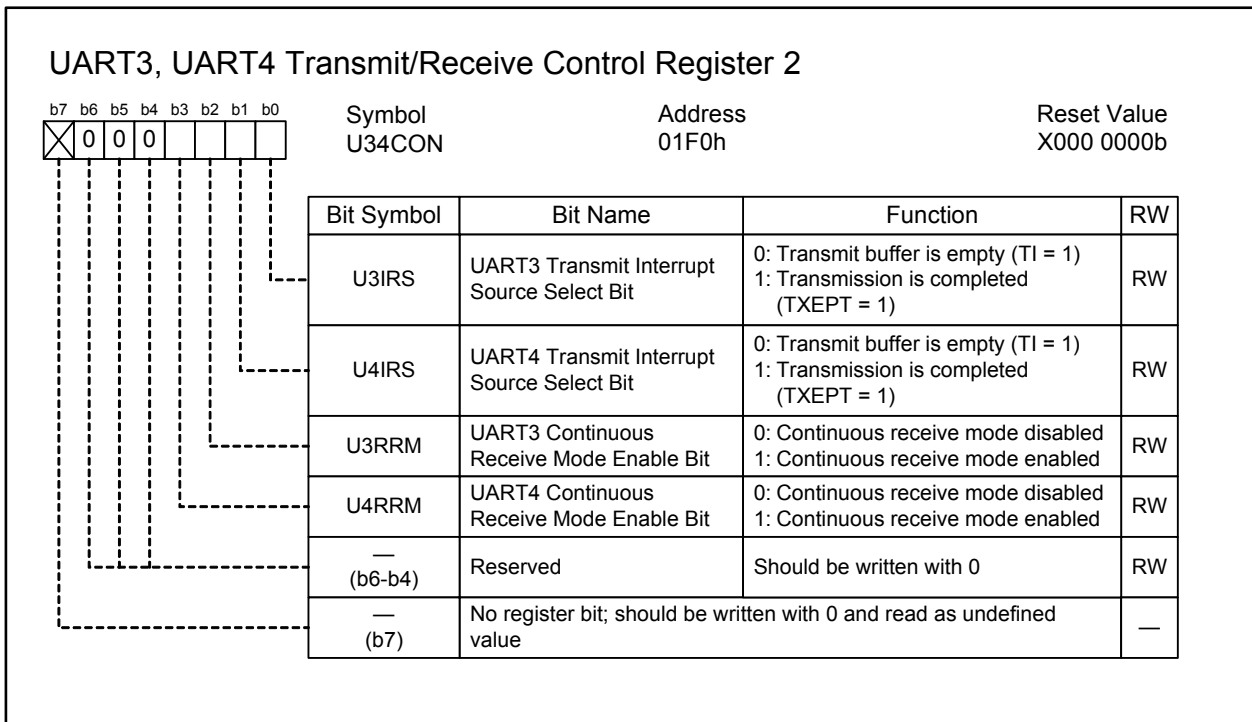 UART3, UART4 Transmit/Receive Control Register 2
b7 b6 b5 b4 b3 b2 b1 b0
0 0 0
Symbol Address Reset Value
U34CON 01F0h X000 0000b
Bit Symbol Bit Name Function RW
U3IRS
UART3 Transmit Interrupt
Source Select Bit
0: Transmit buffer is empty (TI = 1)
1: Transmission is completed
(TXEPT = 1)
RW
U4IRS
UART4 Transmit Interrupt
Source Select Bit
0: Transmit buffer is empty (TI = 1)
1: Transmission is completed
(TXEPT = 1)
RW
U3RRM
UART3 Continuous
Receive Mode Enable Bit
0: Continuous receive mode disabled
1: Continuous receive mode enabled
RW
U4RRM
UART4 Continuous
Receive Mode Enable Bit
0: Continuous receive mode disabled
1: Continuous receive mode enabled
RW
—
(b6-b4)
Reserved
Should be written with 0
RW
—
(b7)
No register bit; should be written with 0 and read as undefined
value
—